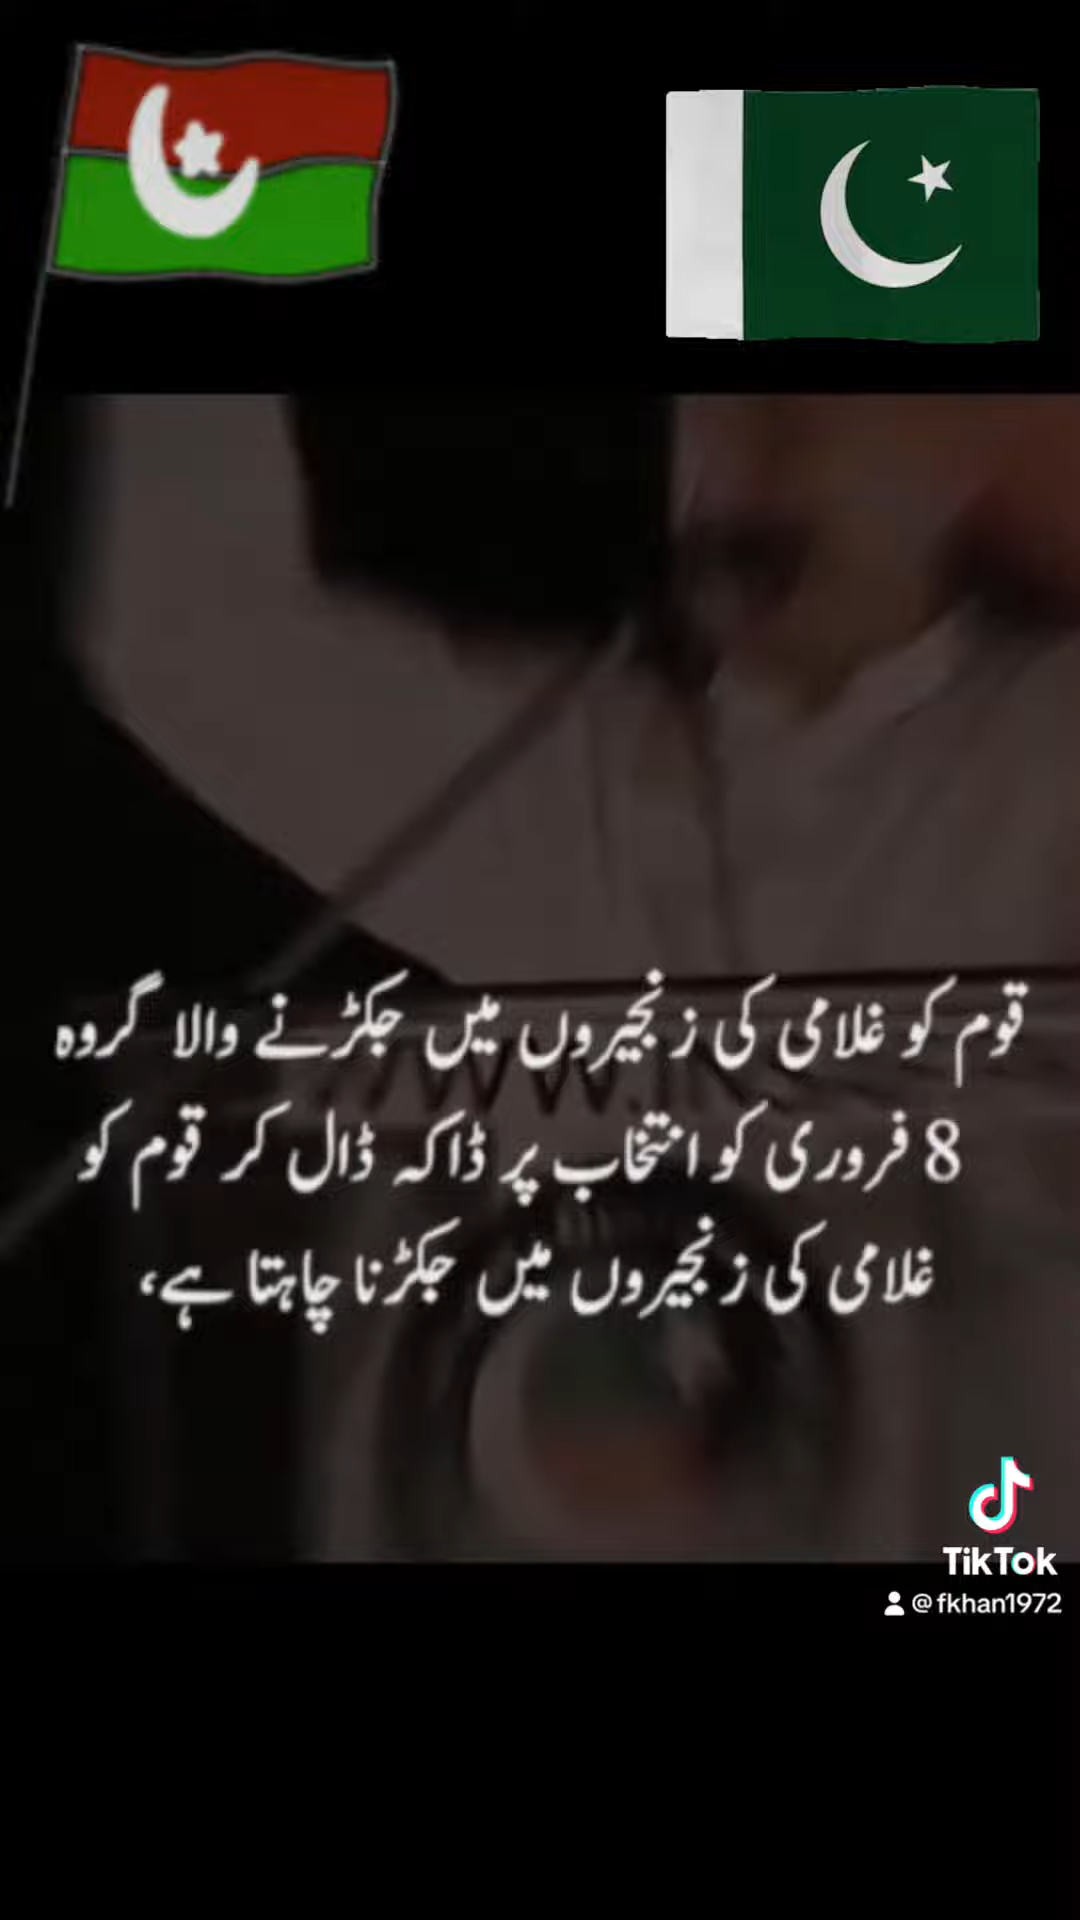 قوم کو غلامی کی زنجیروں میں جکڑنے والا گروہ
8 فروری کو انتخاب پر ڈاکہ ڈال کر قوم کو
غلامی کی زنجیروں میں جکڑنا چاہتا ہے،
TikTok
@fkhan1972